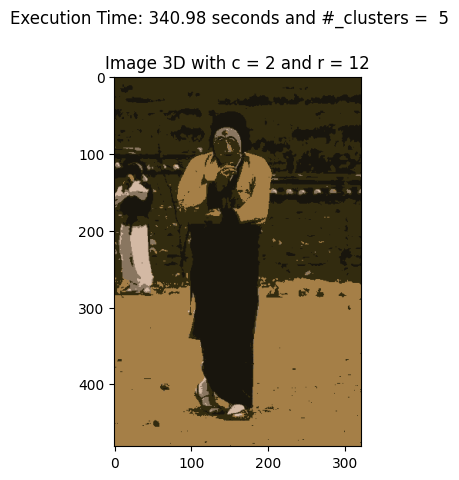 Execution Time: 340.98 seconds and #_clusters =  5
Image 3D with c = 2 and r = 12
0
100
200
300
400
0 100 200 300